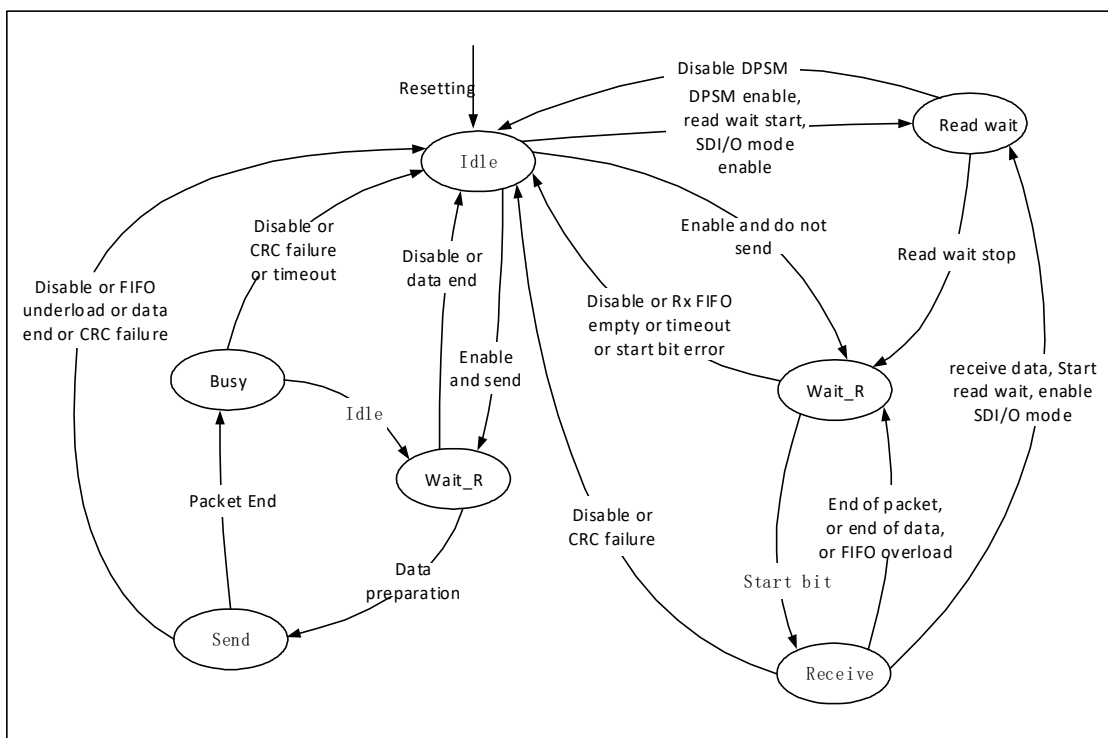 Resetting
Disable DPSM
DPSM enable,
read wait start,
SDI/O mode
enable
Read wait
Idle
Disable or
CRC failure
or timeout
Disable or
data end
Enable and do not
send
Read wait stop
Disable or FIFO
underload or data
end or CRC failure
Disable or Rx FIFO
empty or timeout
or start bit error
Enable
and send
Busy
Idle
Wait_R
receive data, Start
read wait, enable
SDI/O mode
Wait_R
Packet End
Disable or
CRC failure
End of packet,
or end of data,
or FIFO overload
Data
preparation
Start bit
Send
Receive